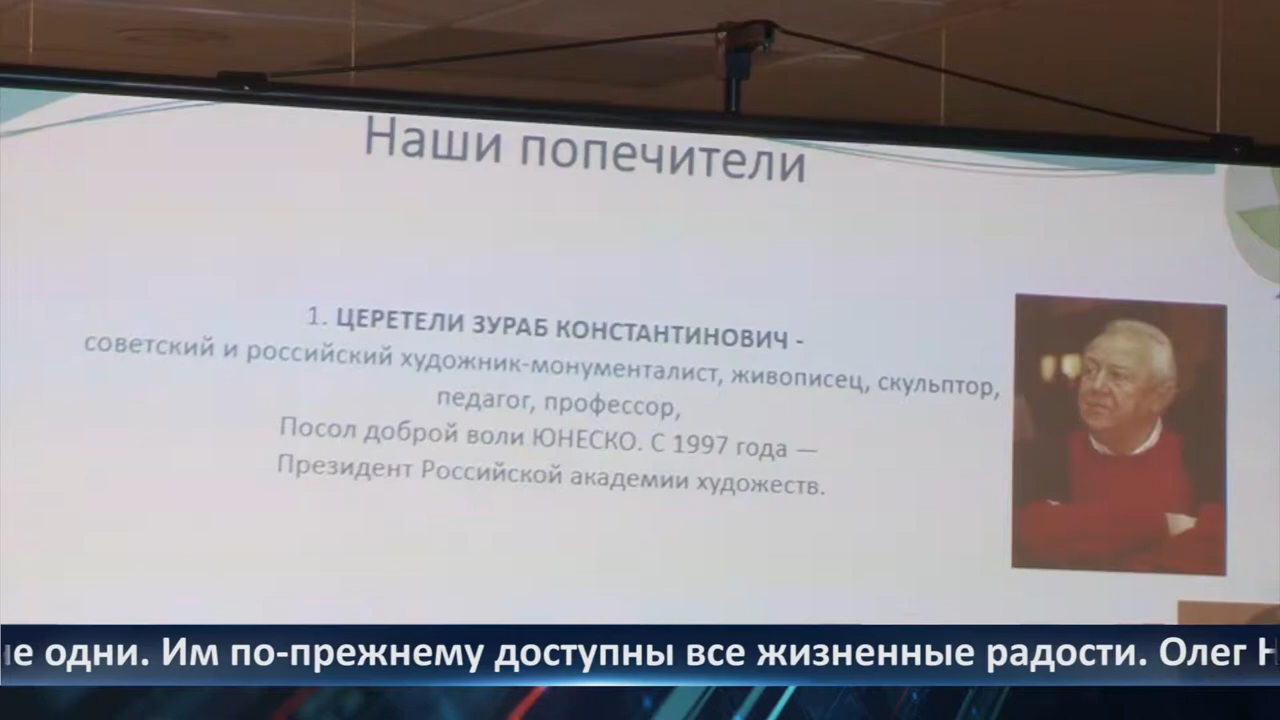 Наши попечители
1. ЦЕРЕТЕЛИ ЗУРАБ КОНСТАНТИНОВИЧ -
советский и российский художник-монументалист, живописец, скульптор,
педагог, профессор,
Посол доброй воли ЮНЕСКО. С 1997 года —
Президент Российской академии художеств.
одни. Им по-прежнему доступны все жизненные радости. Олег